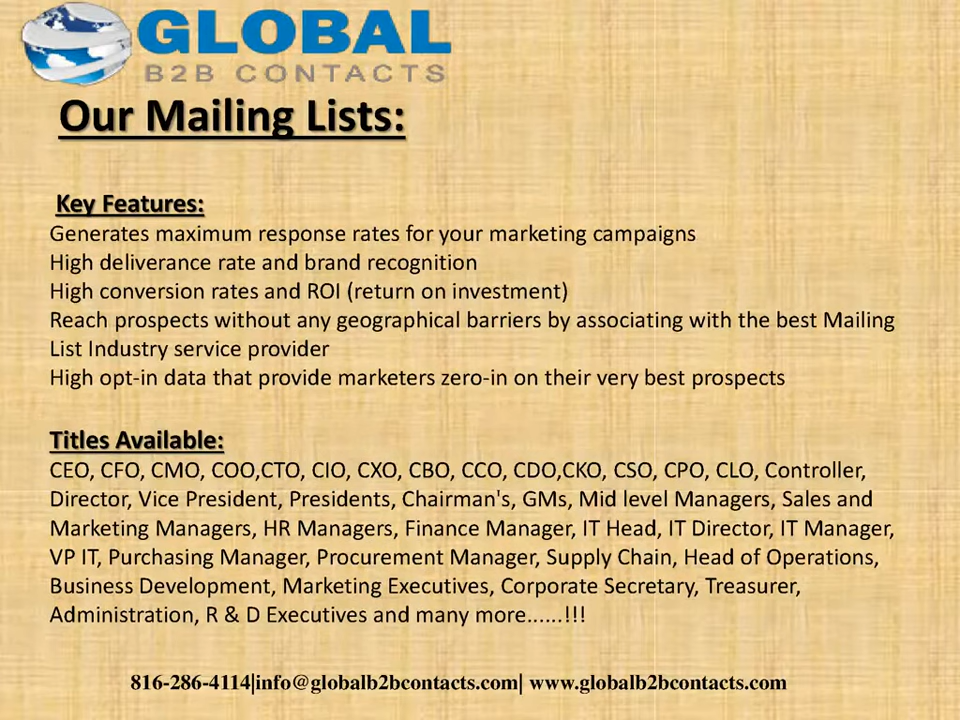 GLOBAL
B2B CONTACTS
Our Mailing Lists:
Key Features:
Generates maximum response rates for your marketing campaigns
High deliverance rate and brand recognition
High conversion rates and ROI (return on investment)
Reach prospects without any geographical barriers by associating with the best Mailing
List Industry service provider
High opt-in data that provide marketers zero-in on their very best prospects
Titles Available:
CEO, CFO, CMO, COO,CTO, CIO, CXO, CBO, CCO, CDO,CKO, CSO, CPO, CLO, Controller,
Director, Vice President, Presidents, Chairman's, GMs, Mid level Managers, Sales and
Marketing Managers, HR Managers, Finance Manager, IT Head, IT Director, IT Manager,
VP IT, Purchasing Manager, Procurement Manager, Supply Chain, Head of Operations,
Business Development, Marketing Executives, Corporate Secretary, Treasurer,
Administration, R & D Executives and many more......!!!
816-286-4114|info@globalb2bcontacts.com| www.globalb2bcontacts.com